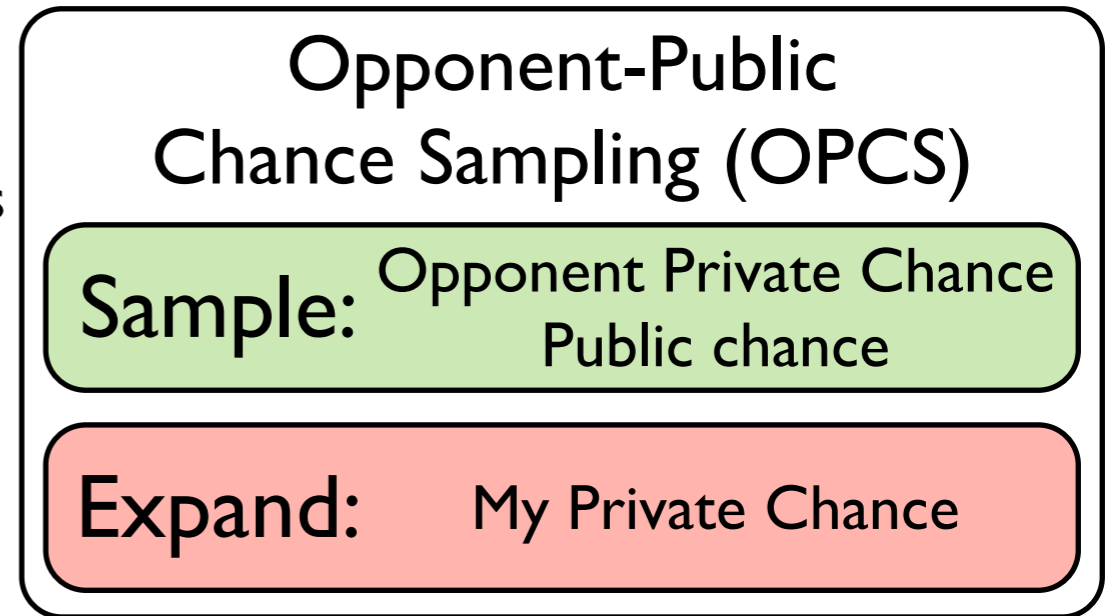 Opponent-Public
Chance Sampling (OPCS)
Sample: Opponent Private Chance
Public chance
Expand: My Private Chance